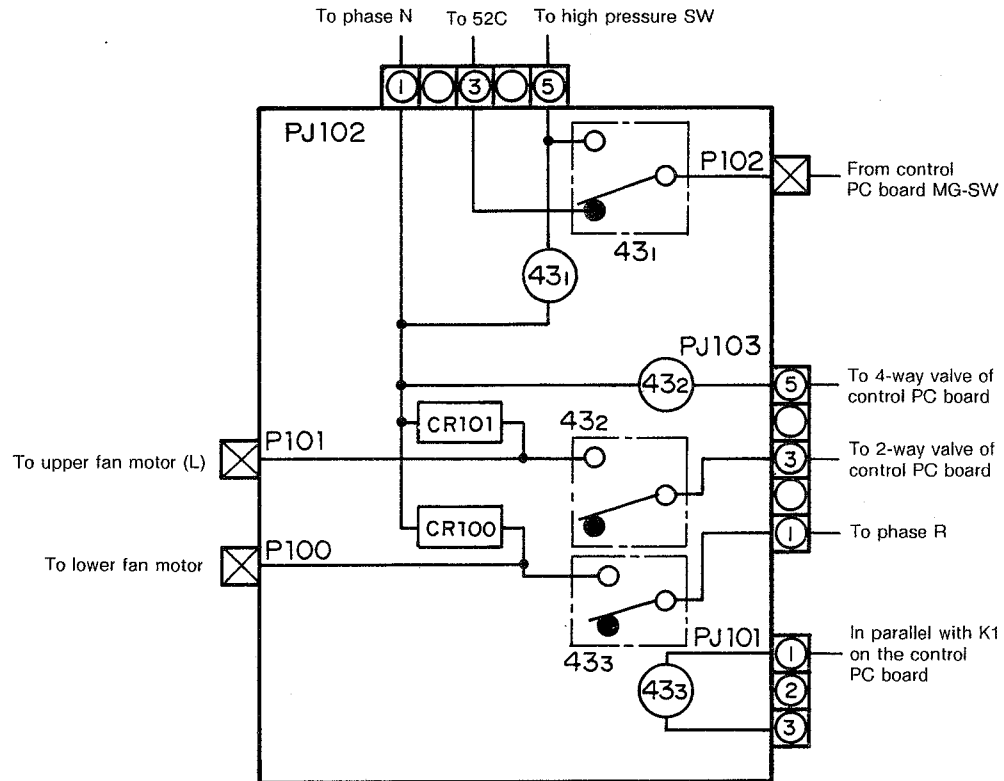 To phase N To 52C To high pressure SW
1 3 5
PJ102
P102
From control
PC board MG-SW
43₁
43₁
PJ103
43₂
5
To 4-way valve of
control PC board
CR101
43₂
P101
To upper fan motor (L)
3
To 2-way valve of
control PC board
CR100
1
To phase R
P100
To lower fan motor
43₃
PJ101
1
In parallel with K1
on the control
PC board
43₃
2
3